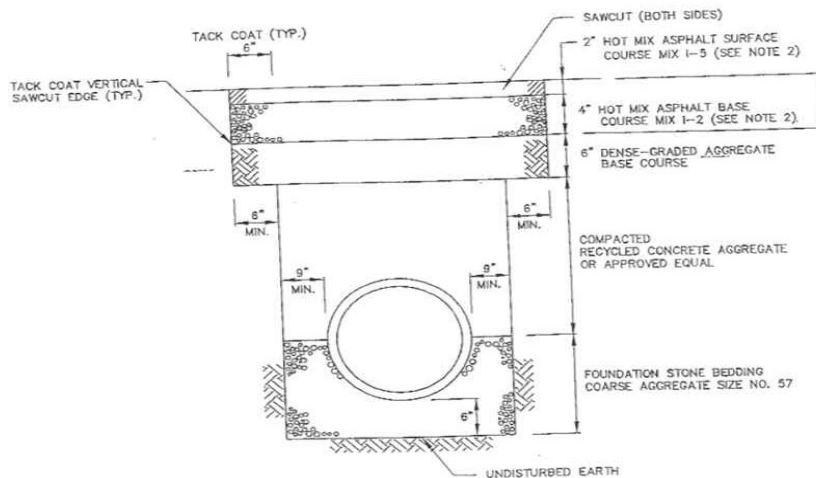 SAWCUT (BOTH SIDES)
TACK COAT (TYP.)
6"
2" HOT MIX ASPHALT SURFACE
COURSE MIX I-5 (SEE NOTE 2)
TACK COAT VERTICAL
SAWCUT EDGE (TYP.)
4" HOT MIX ASPHALT BASE
COURSE MIX I-2 (SEE NOTE 2)
6" DENSE-GRADED AGGREGATE
BASE COURSE
6"
MIN.
6"
MIN.
COMPACTED
RECYCLED CONCRETE AGGREGATE
OR APPROVED EQUAL
9"
MIN.
9"
MIN.
FOUNDATION STONE BEDDING
COARSE AGGREGATE SIZE NO. 57
6"
UNDISTURBED EARTH